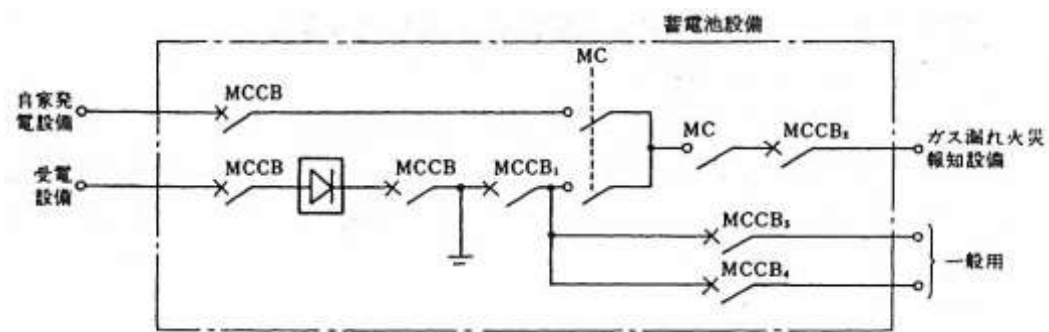 蓄電池設備
MC
自家発
電設備
MCCB
MC
MCCB₂
ガス漏れ火災
報知設備
受電
設備
MCCB
MCCB
MCCB₁
MCCB₃
一般用
MCCB₄